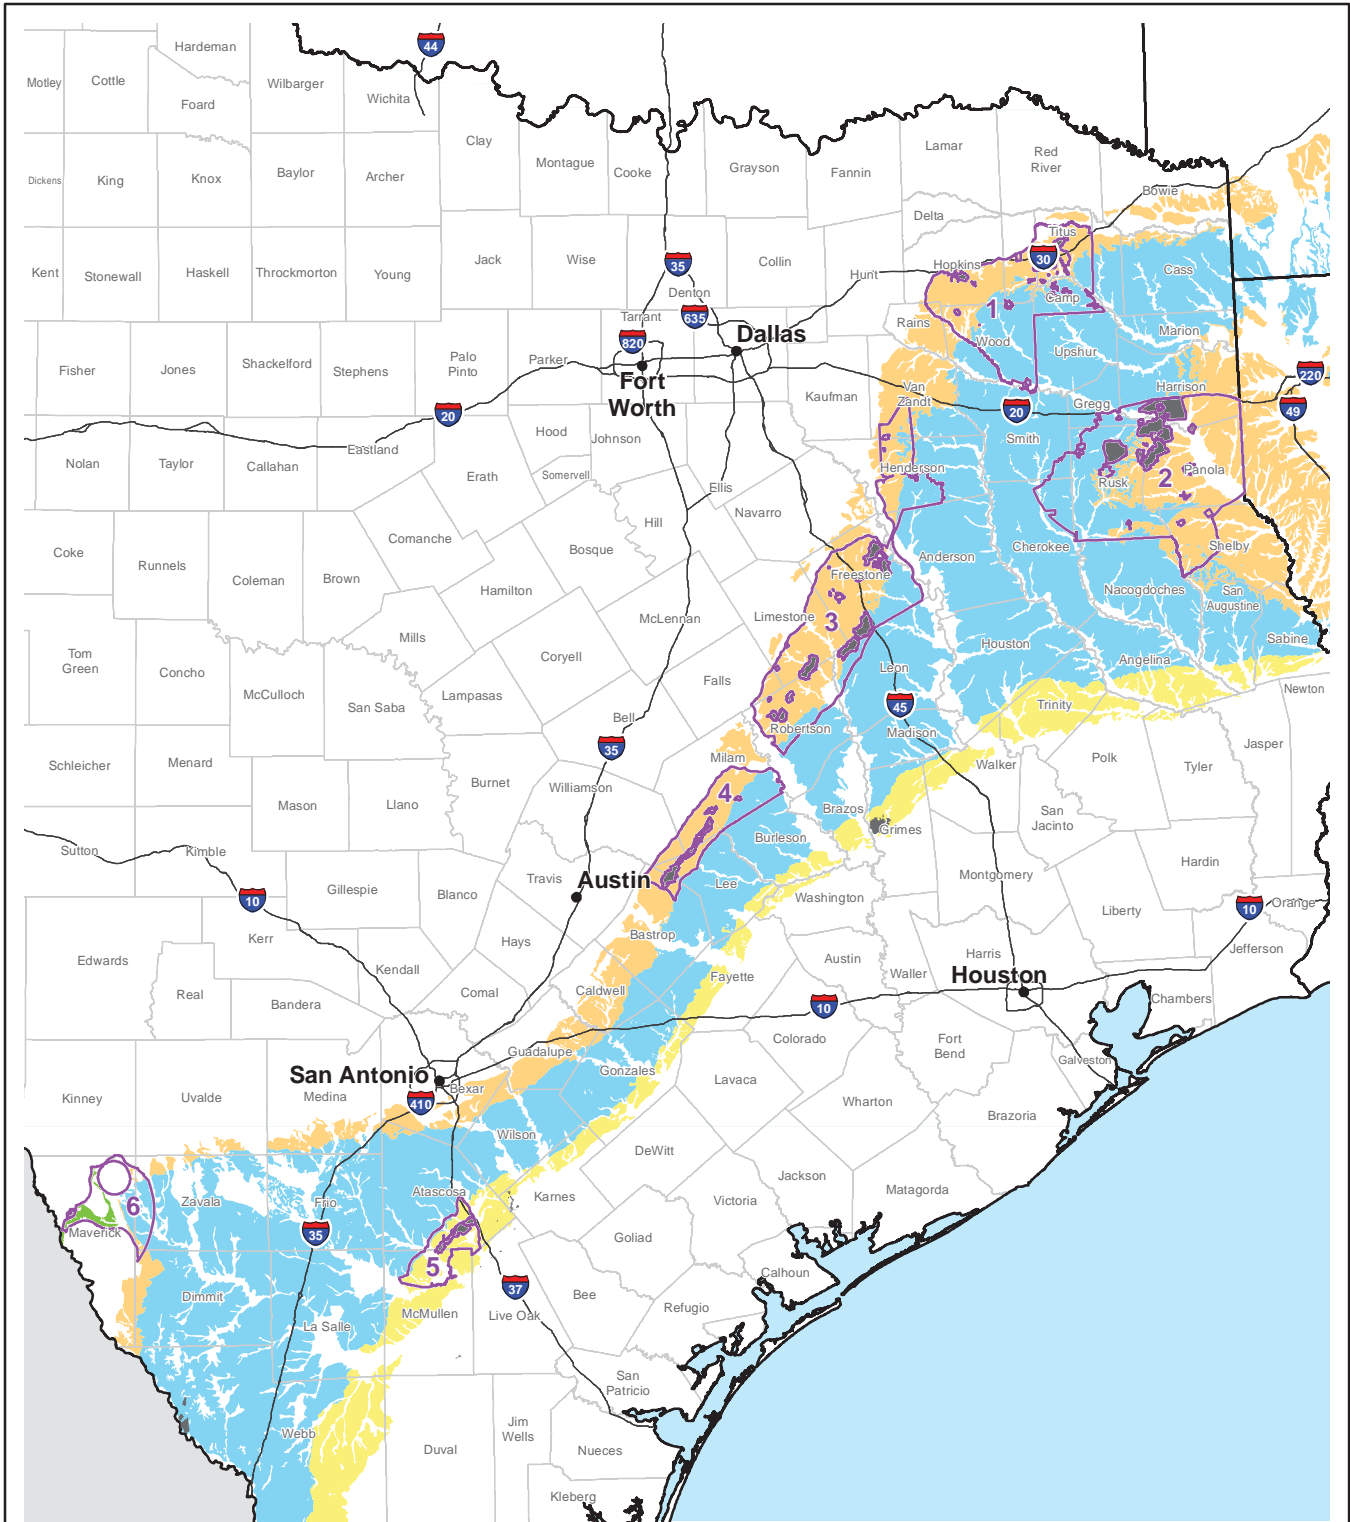 Hardeman
44
Motley
Cottle
Wilbarger
Wichita
Foard
Clay
Lamar
Red
River
Montague
Cooke
Grayson
Fannin
Dickens
King
Knox
Baylor
Archer
Bowie
Delta
Titus
Kent
Stonewall
Haskell
Throckmorton
Young
Jack
Wise
35
Collin
Hunt
Hopkins
30
Cass
Denton
Camp
1
635
Tarrant
Rains
820
Dallas
Wood
Marion
Upshur
Fisher
Jones
Shackelford
Stephens
Palo
Pinto
Parker
Fort
Worth
220
Kaufman
Van
Zandt
Harrison
Gregg
20
20
49
Hood
Johnson
Smith
Nolan
Taylor
Callahan
Eastland
Erath
Somervell
Henderson
Panola
Rusk
2
Ellis
Navarro
Hill
Coke
Runnels
Coleman
Brown
Comanche
Bosque
Anderson
Cherokee
Shelby
Freestone
Hamilton
Nacogdoches
San
Augustine
Limestone
3
McLennan
Mills
Tom
Green
Concho
McCulloch
San Saba
Coryell
Houston
Sabine
Leon
Angelina
Lampasas
Falls
Newton
45
Trinity
Bell
Robertson
Madison
35
Schleicher
Menard
Milam
Walker
Polk
Tyler
Jasper
Mason
Llano
Burnet
Williamson
4
Brazos
San
Jacinto
Grimes
Burleson
Sutton
Kimble
Gillespie
Blanco
Travis
Austin
Lee
Washington
Montgomery
Hardin
10
Liberty
10
Orange
Kerr
Bastrop
Edwards
Hays
Austin
Harris
Jefferson
Kendall
Fayette
Waller
Houston
Real
Bandera
Comal
Caldwell
10
Chambers
Colorado
Fort
Bend
Guadalupe
Galveston
San Antonio
Bexar
Gonzales
Lavaca
Kinney
Uvalde
Medina
410
Wharton
Brazoria
Wilson
DeWitt
Jackson
Matagorda
Atascosa
Karnes
Victoria
Zavala
Frio
6
Maverick
35
Goliad
5
37
Calhoun
Dimmit
Bee
Refugio
La Salle
McMullen
Live Oak
San
Patricio
Webb
Duval
Jim
Wells
Nueces
Kleberg